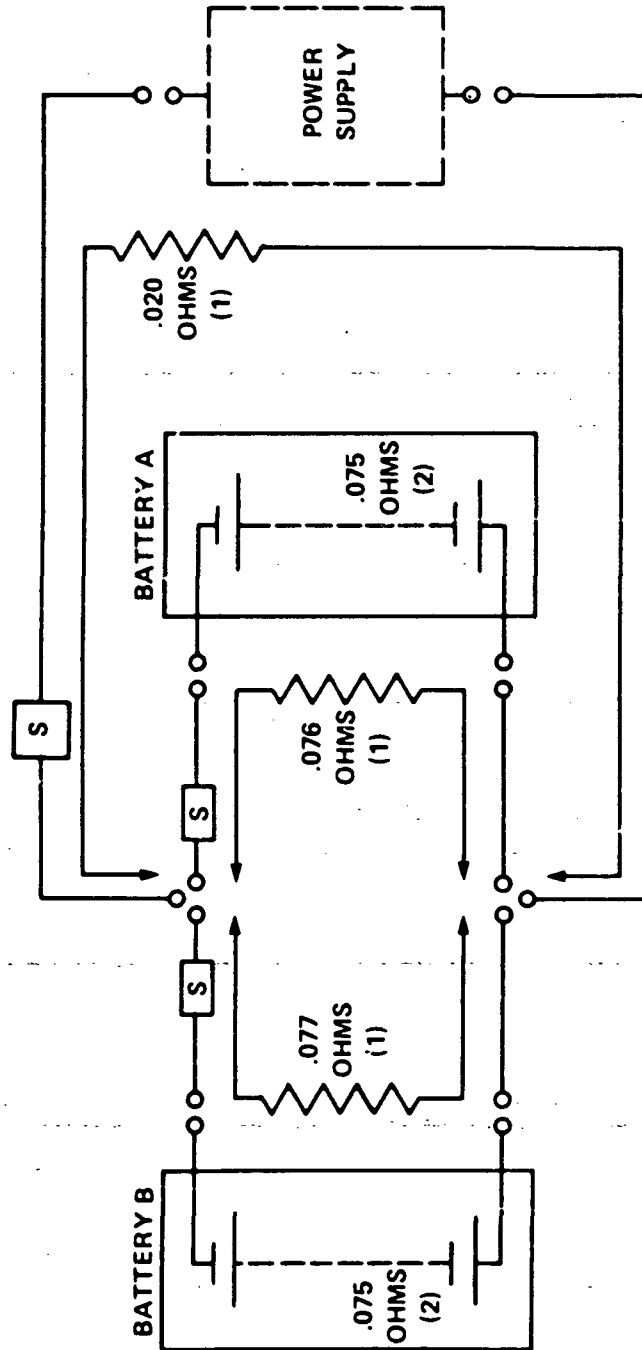 BATTERY B
.075
OHMS
(2)
S
.077
OHMS
(1)
S
S
.076
OHMS
(1)
BATTERY A
.075
OHMS
(2)
.020
OHMS
(1)
POWER
SUPPLY